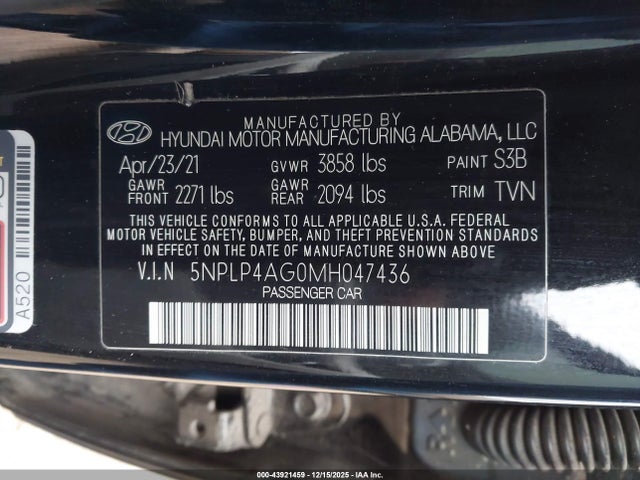 MANUFACTURED BY
HYUNDAI MOTOR MANUFACTURING ALABAMA, LLC
Apr/23/21 GVWR 3858 lbs PAINT S3B
GAWR FRONT 2271 lbs GAWR REAR 2094 lbs TRIM TVN
THIS VEHICLE CONFORMS TO ALL APPLICABLE U.S.A. FEDERAL
MOTOR VEHICLE SAFETY, BUMPER, AND THEFT PREVENTION STANDARDS
IN EFFECT ON THE DATE OF MANUFACTURE SHOWN ABOVE
V.I.N 5NPLP4AG0MH047436
PASSENGER CAR
A520
000-43921459 - 12/15/2025 - IAA Inc.